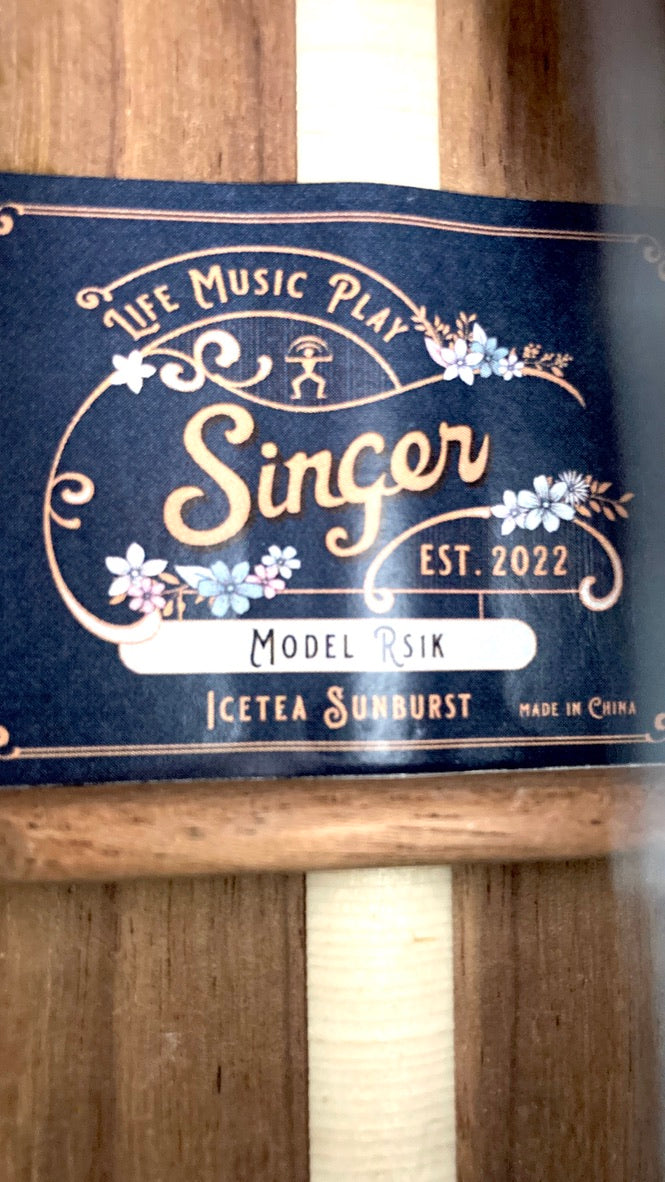 Life Music Play
Singer
EST. 2022
Model Rsik
Icetea Sunburst
Made in China